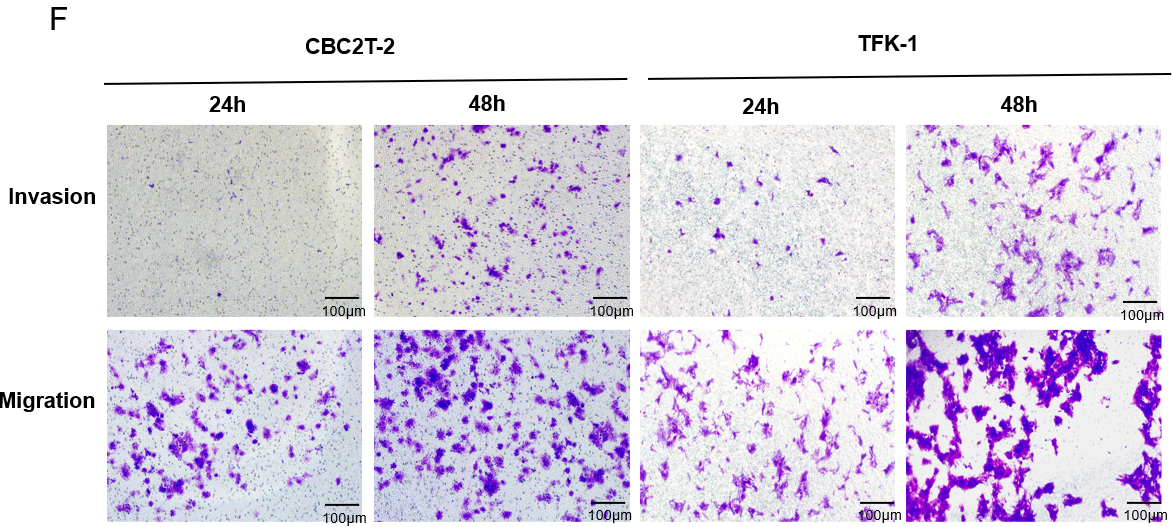 F
CBC2T-2 TFK-1
24h 48h 24h 48h
Invasion
100μm 100μm 100μm 100μm
Migration
100μm 100μm 100μm 100μm